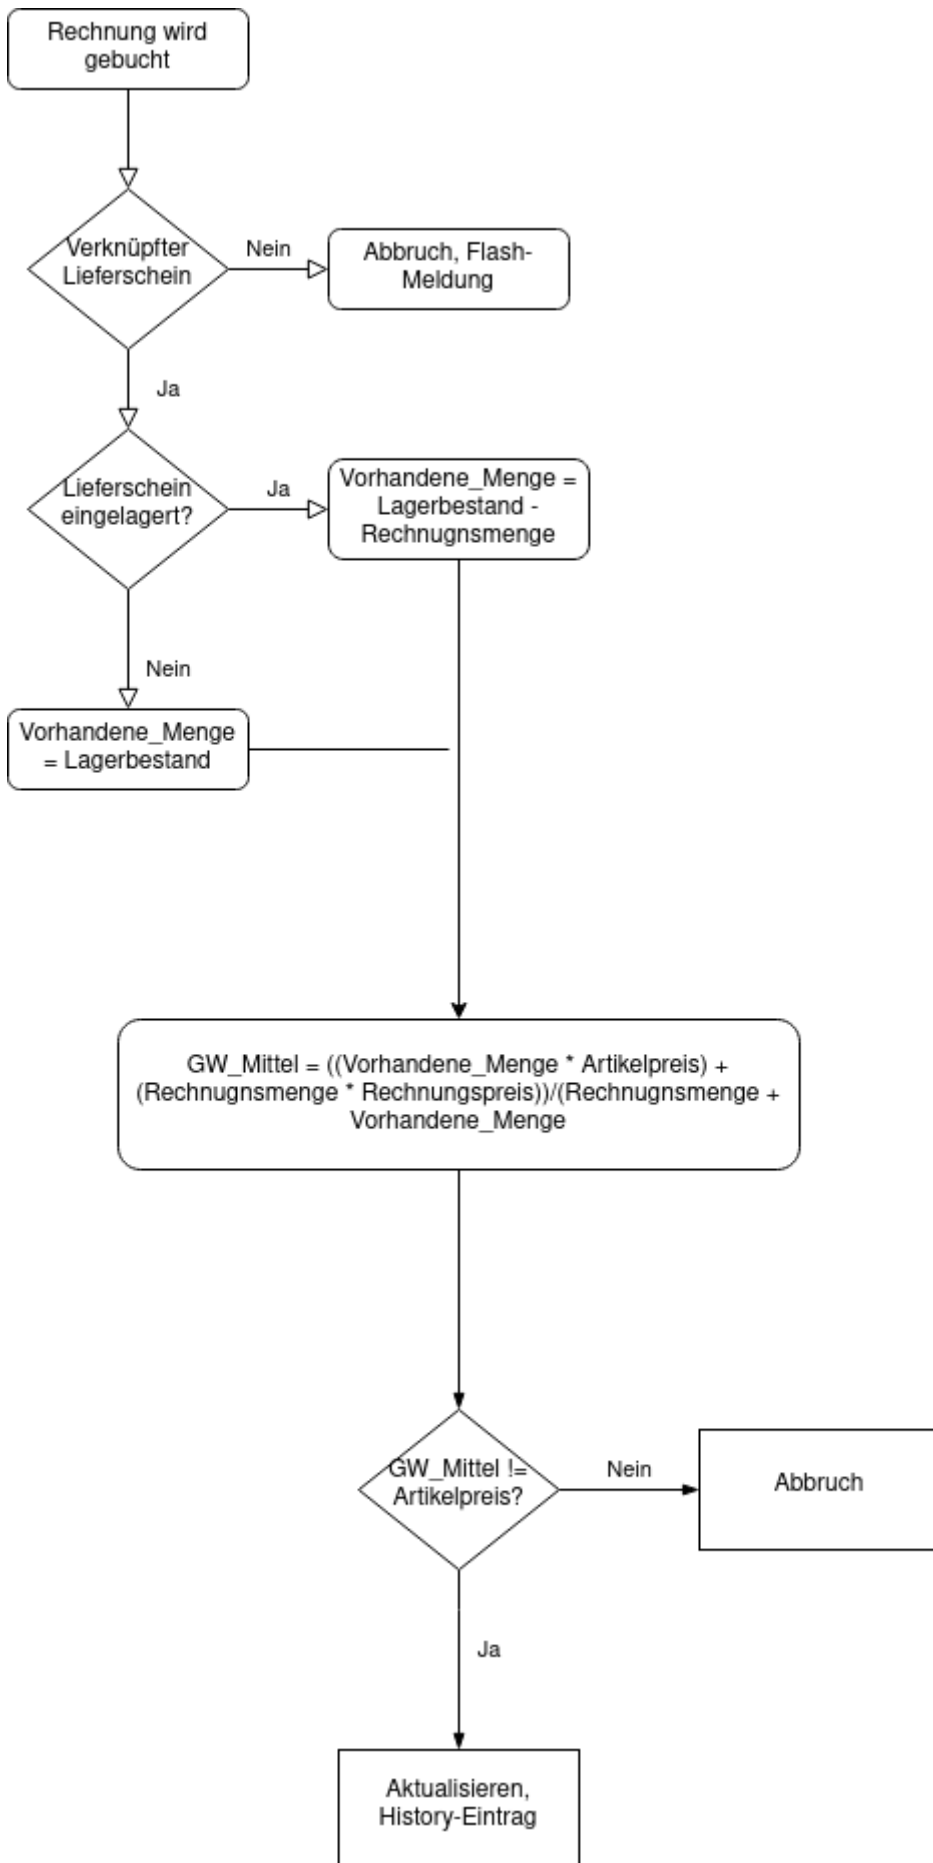 Rechnung wird
gebucht
Verknüpfter
Lieferschein
Nein
Abbruch, Flash-
Meldung
Ja
Lieferschein
eingelagert?
Ja
Vorhandene_Menge =
Lagerbestand -
Rechnugnsmenge
Nein
Vorhandene_Menge
= Lagerbestand
GW_Mittel = ((Vorhandene_Menge * Artikelpreis) +
(Rechnugnsmenge * Rechnungspreis))/(Rechnugnsmenge +
Vorhandene_Menge
GW_Mittel !=
Artikelpreis?
Nein
Abbruch
Ja
Aktualisieren,
History-Eintrag